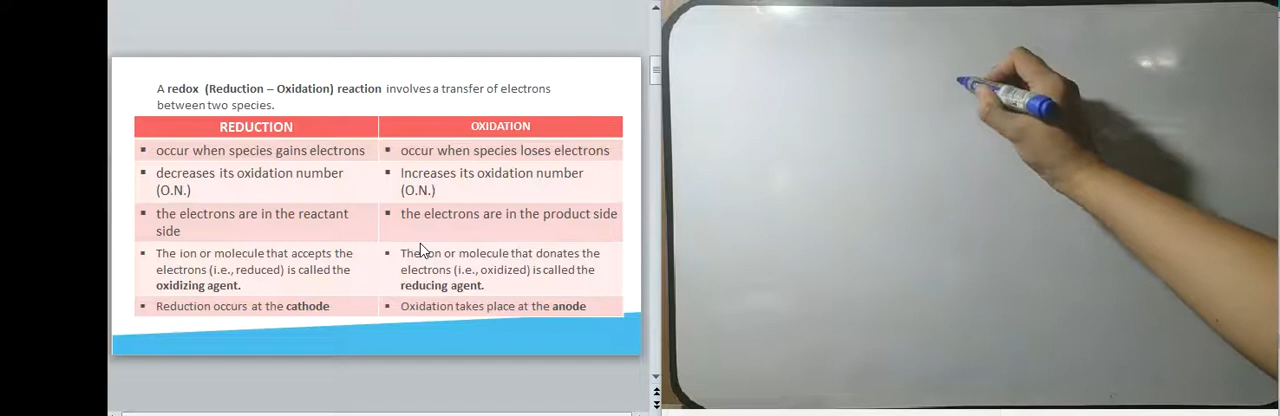 A redox (Reduction – Oxidation) reaction involves a transfer of electrons
between two species.
REDUCTION
OXIDATION
▪ occur when species gains electrons
▪ occur when species loses electrons
▪ decreases its oxidation number
(O.N.)
▪ Increases its oxidation number
(O.N.)
▪ the electrons are in the reactant
side
▪ the electrons are in the product side
▪ The ion or molecule that accepts the
electrons (i.e., reduced) is called the
oxidizing agent.
▪ The ion or molecule that donates the
electrons (i.e., oxidized) is called the
reducing agent.
▪ Reduction occurs at the cathode
▪ Oxidation takes place at the anode